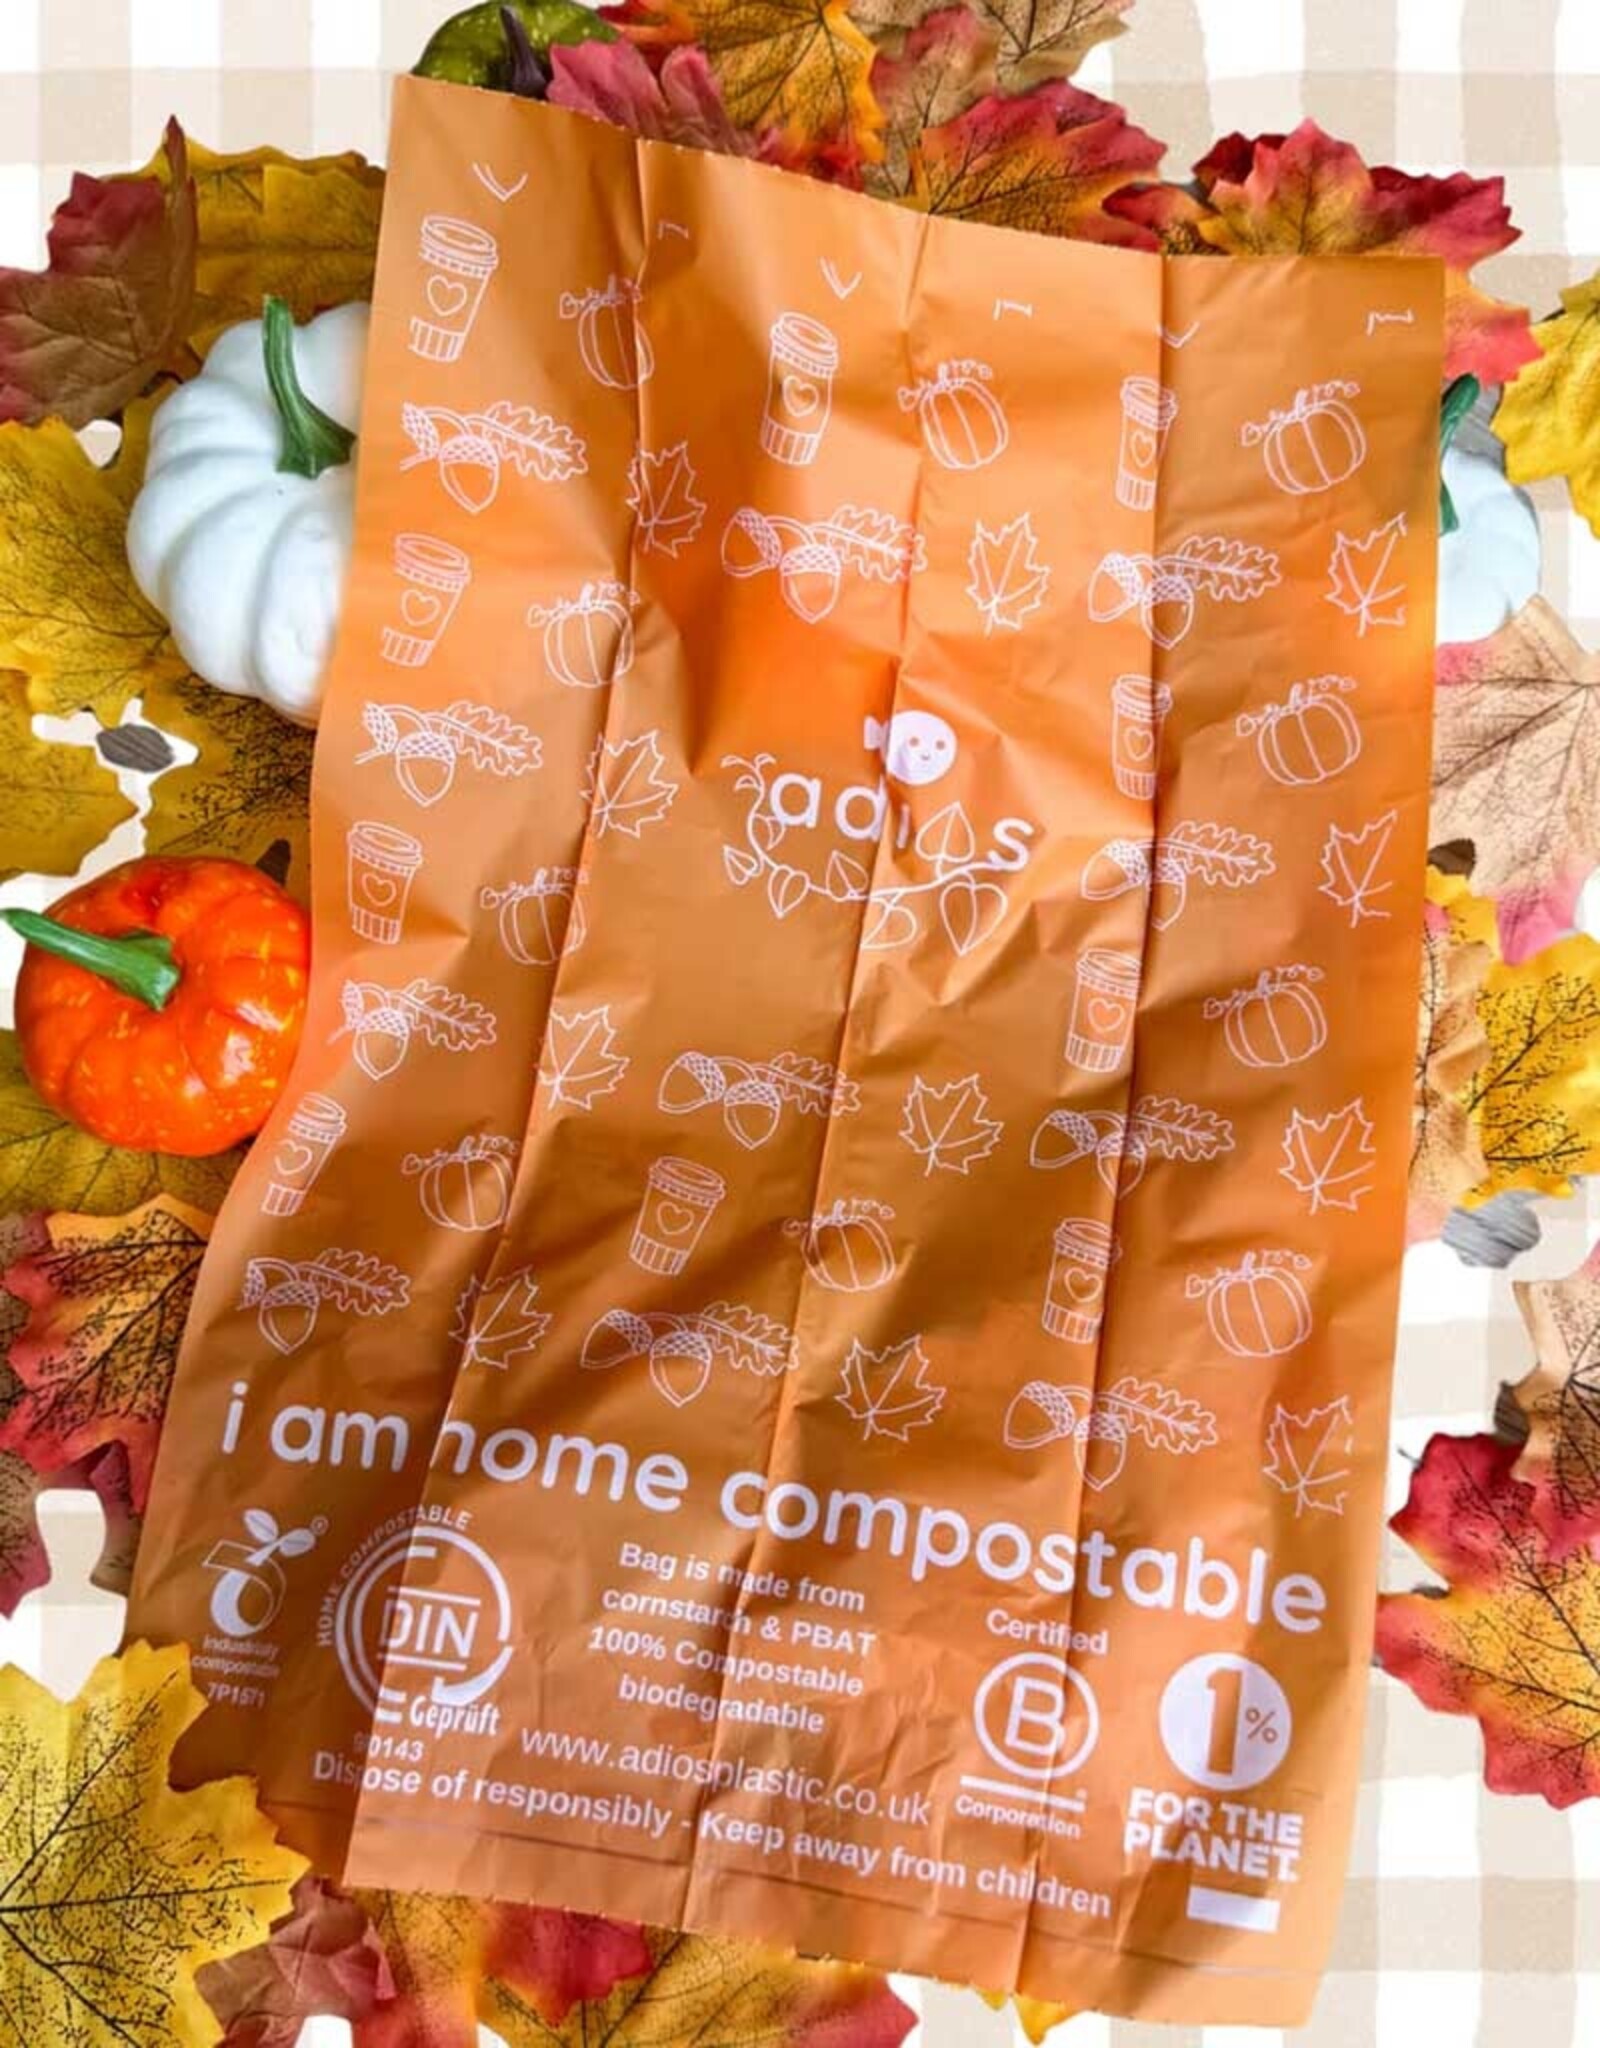 adios
i am home compostable
HOME COMPOSTABLE
DIN
Geprüft
Industrially
compostable
7P1571
Bag is made from
cornstarch & PBAT
100% Compostable
biodegradable
www.adiosplastic.co.uk
Dispose of responsibly - Keep away from children
Certified
B
Corporation
1%
FOR THE
PLANET